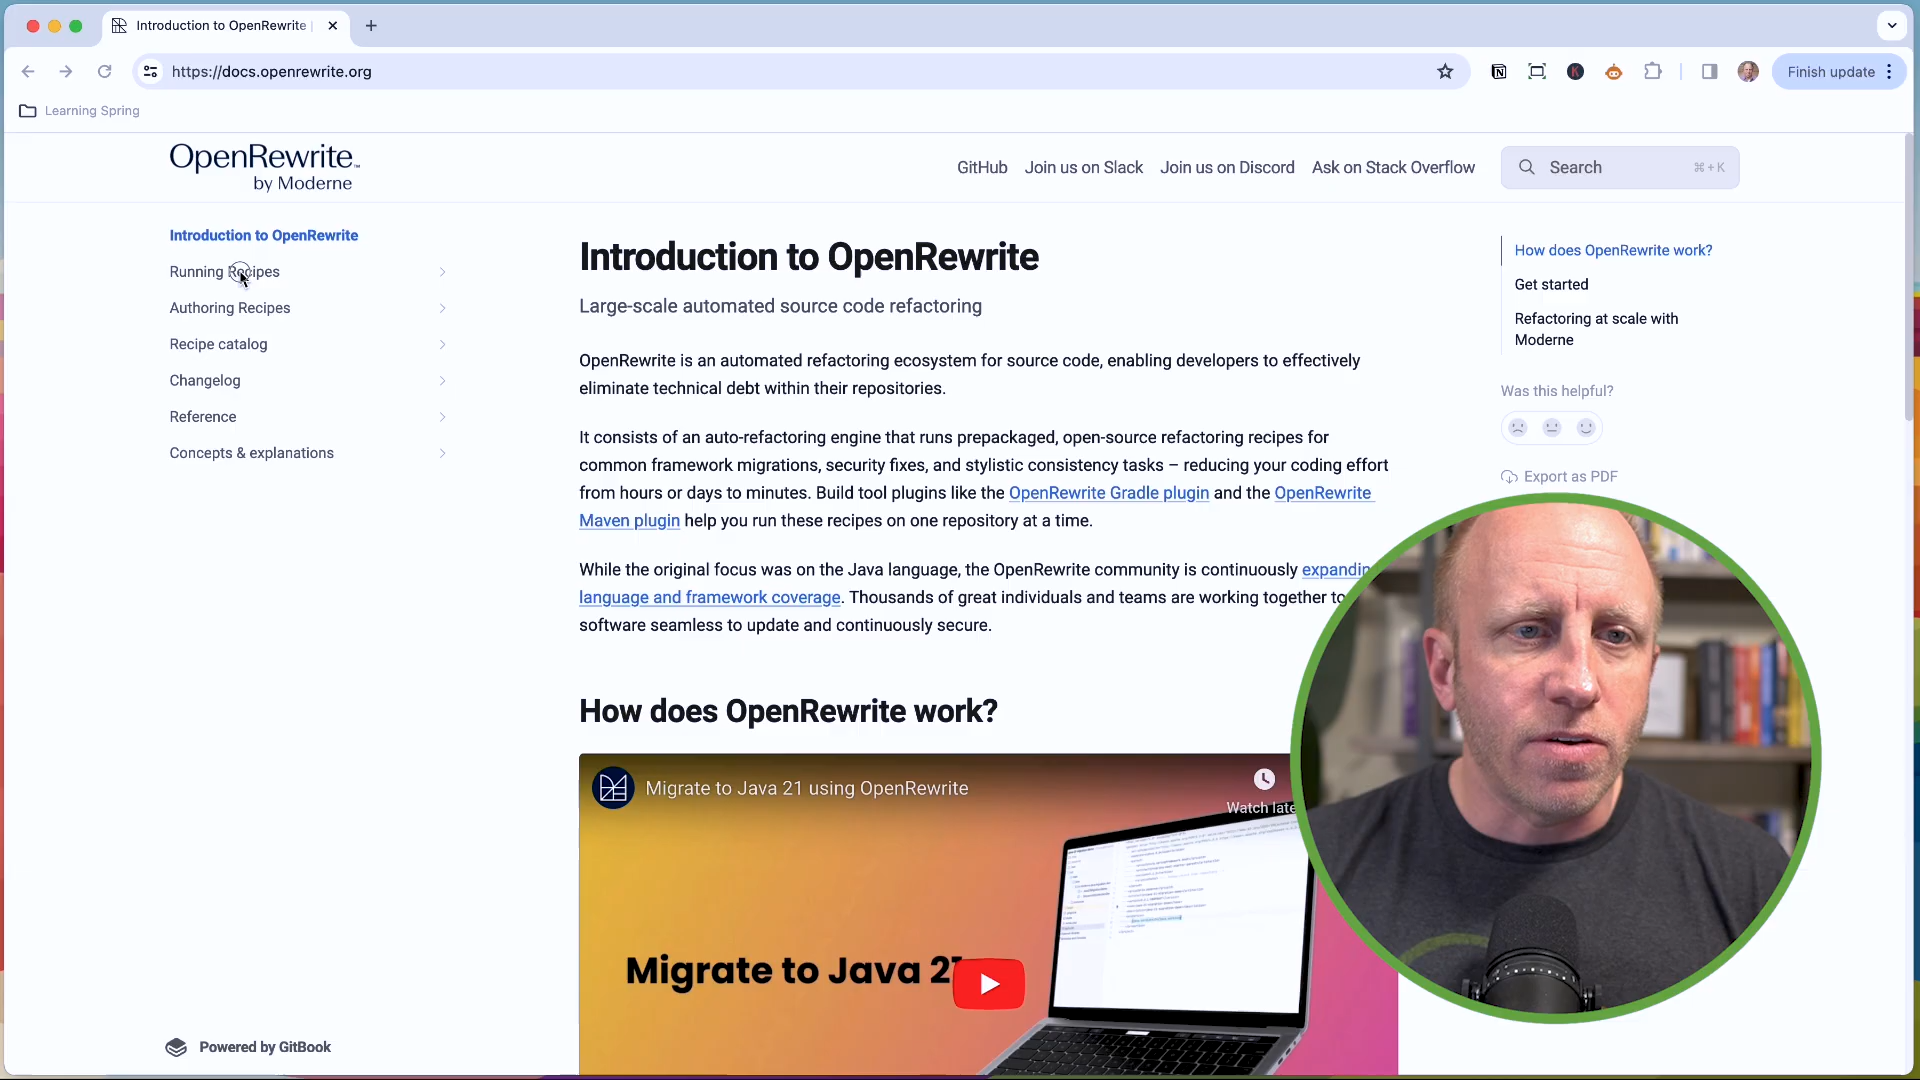 Introduction to OpenRewrite |
https://docs.openrewrite.org
Finish update
Learning Spring
OpenRewrite™
by Moderne
GitHub
Join us on Slack
Join us on Discord
Ask on Stack Overflow
Search
⌘+K
Introduction to OpenRewrite
Running Recipes
Authoring Recipes
Recipe catalog
Changelog
Reference
Concepts & explanations
Powered by GitBook
Introduction to OpenRewrite
Large-scale automated source code refactoring
OpenRewrite is an automated refactoring ecosystem for source code, enabling developers to effectively
eliminate technical debt within their repositories.
It consists of an auto-refactoring engine that runs prepackaged, open-source refactoring recipes for
common framework migrations, security fixes, and stylistic consistency tasks – reducing your coding effort
from hours or days to minutes. Build tool plugins like the OpenRewrite Gradle plugin and the OpenRewrite
Maven plugin help you run these recipes on one repository at a time.
While the original focus was on the Java language, the OpenRewrite community is continuously expandin
language and framework coverage. Thousands of great individuals and teams are working together to
software seamless to update and continuously secure.
How does OpenRewrite work?
Migrate to Java 21 using OpenRewrite
Watch late
Migrate to Java 21
How does OpenRewrite work?
Get started
Refactoring at scale with
Moderne
Was this helpful?
Export as PDF